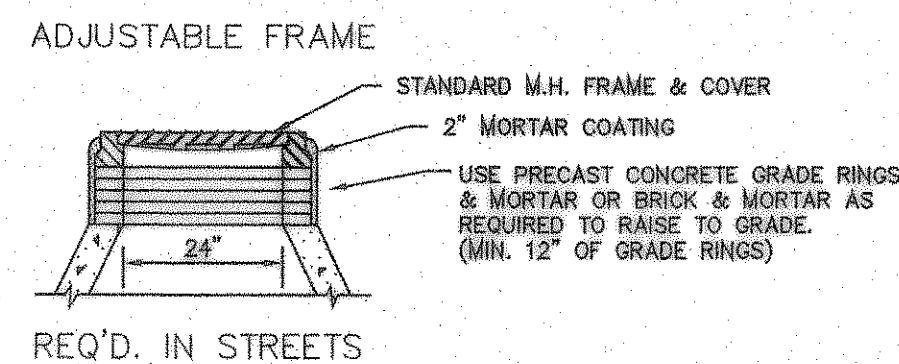 ADJUSTABLE FRAME
STANDARD M.H. FRAME & COVER
2" MORTAR COATING
USE PRECAST CONCRETE GRADE RINGS
& MORTAR OR BRICK & MORTAR AS
REQUIRED TO RAISE TO GRADE.
(MIN. 12" OF GRADE RINGS)
24"
REQ'D. IN STREETS